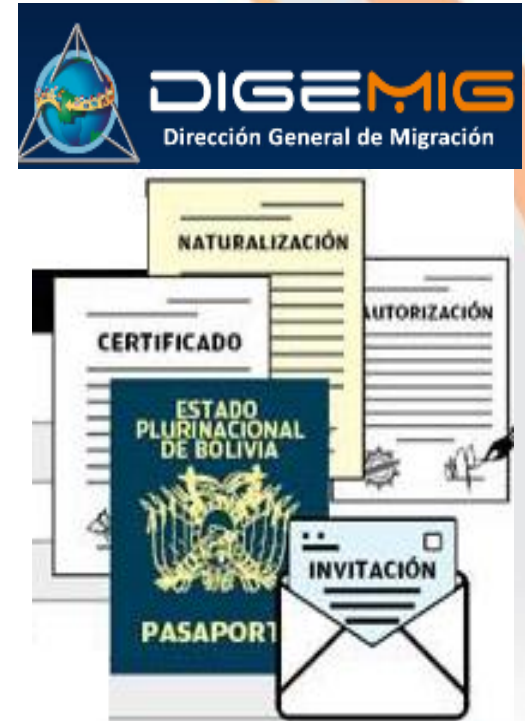 DIGEMIG
Dirección General de Migración
NATURALIZACIÓN
AUTORIZACIÓN
CERTIFICADO
ESTADO
PLURINACIONAL
DE BOLIVIA
INVITACIÓN
PASAPORT